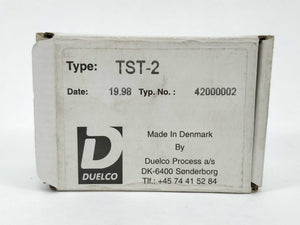 Type: TST-2
Date: 19.98 Typ. No.: 42000002
DUELCO
Made In Denmark
By
Duelco Process a/s
DK-6400 Sønderborg
Tlf.: +45 74 41 52 84